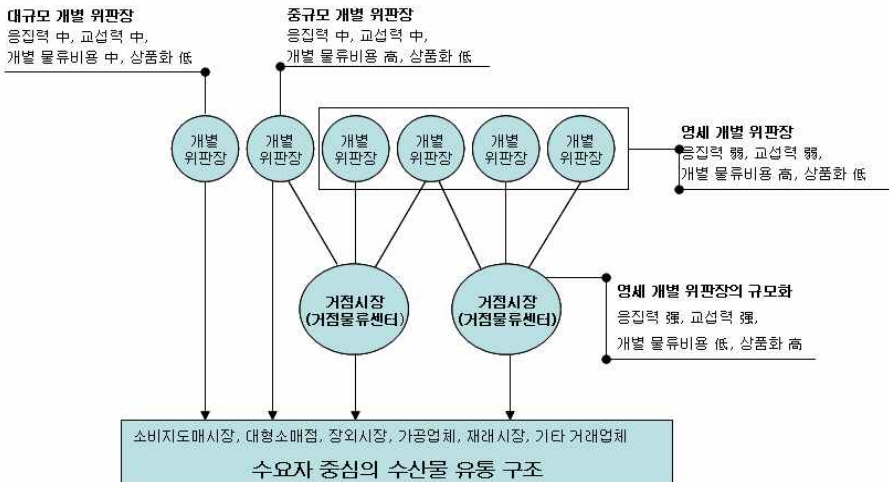 대규모 개별 위판장
응집력 中, 교섭력 中,
개별 물류비용 中, 상품화 低
중규모 개별 위판장
응집력 中, 교섭력 中,
개별 물류비용 高, 상품화 低
개별
위판장
개별
위판장
개별
위판장
개별
위판장
개별
위판장
개별
위판장
영세 개별 위판장
응집력 弱, 교섭력 弱,
개별 물류비용 高, 상품화 低
거점시장
(거점물류센터)
거점시장
(거점물류센터)
영세 개별 위판장의 규모화
응집력 强, 교섭력 强,
개별 물류비용 低, 상품화 高
소비지도매시장, 대형소매점, 장외시장, 가공업체, 재래시장, 기타 거래업체
수요자 중심의 수산물 유통 구조